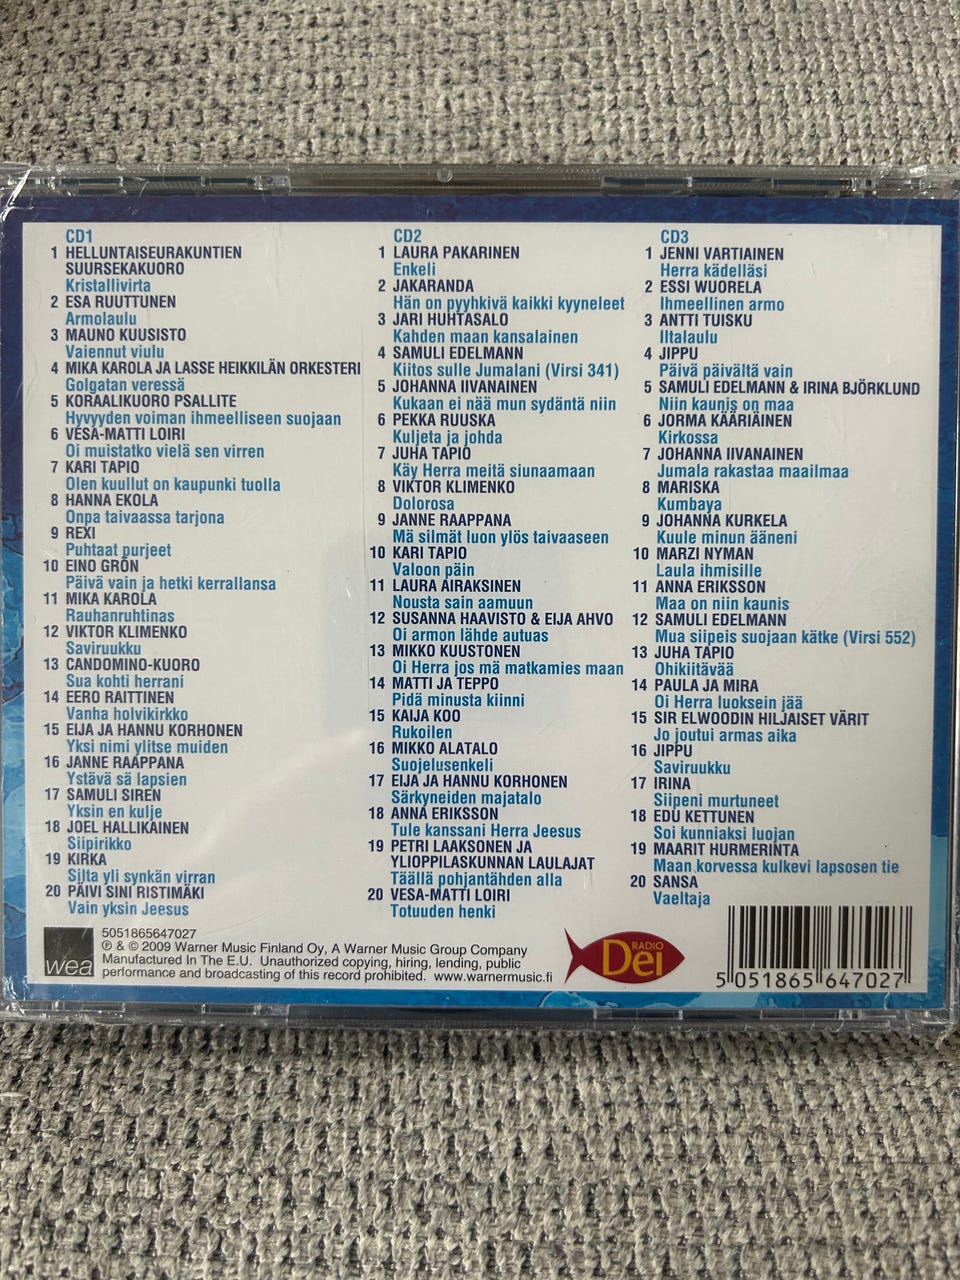 CD1
1 HELLUNTAISEURAKUNTIEN
SUURSEKAKUORO
Kristallivirta
2 ESA RUUTTUNEN
Armolaulu
3 MAUNO KUUSISTO
Vaiennut viulu
4 MIKA KAROLA JA LASSE HEIKKILÄN ORKESTERI
Golgatan veressä
5 KORAALIKUORO PSALLITE
Hyvyyden voiman ihmeelliseen suojaan
6 VESA-MATTI LOIRI
Oi muistatko vielä sen virren
7 KARI TAPIO
Olen kuullut on kaupunki tuolla
8 HANNA EKOLA
Onpa taivaassa tarjona
9 REXI
Puhtaat purjeet
10 EINO GRÖN
Päivä vain ja hetki kerrallansa
11 MIKA KAROLA
Rauhanruhtinas
12 VIKTOR KLIMENKO
Saviruukku
13 CANDOMINO-KUORO
Sua kohti herrani
14 EERO RAITTINEN
Vanha holvikirkko
15 EIJA JA HANNU KORHONEN
Yksi nimi ylitse muiden
16 JANNE RAAPPANA
Ystävä sä lapsien
17 SAMULI SIREN
Yksin en kulje
18 JOEL HALLIKAINEN
Siipirikko
19 KIRKA
Silta yli synkän virran
20 PÄIVI SINI RISTIMÄKI
Vain yksin Jeesus
CD2
1 LAURA PAKARINEN
Enkeli
2 JAKARANDA
Hän on pyyhkivä kaikki kyyneleet
3 JARI HUHTASALO
Kahden maan kansalainen
4 SAMULI EDELMANN
Kiitos sulle Jumalani (Virsi 341)
5 JOHANNA IIVANAINEN
Kukaan ei nää mun sydäntä niin
6 PEKKA RUUSKA
Kuljeta ja johda
7 JUHA TAPIO
Käy Herra meitä siunaamaan
8 VIKTOR KLIMENKO
Dolorosa
9 JANNE RAAPPANA
Mä silmät luon ylös taivaaseen
10 KARI TAPIO
Valoon päin
11 LAURA AIRAKSINEN
Nousta sain aamuun
12 SUSANNA HAAVISTO & EIJA AHVO
Oi armon lähde autuas
13 MIKKO KUUSTONEN
Oi Herra jos mä matkamies maan
14 MATTI JA TEPPO
Pidä minusta kiinni
15 KAIJA KOO
Rukoilen
16 MIKKO ALATALO
Suojelusenkeli
17 EIJA JA HANNU KORHONEN
Särkyneiden majatalo
18 ANNA ERIKSSON
Tule kanssani Herra Jeesus
19 PETRI LAAKSONEN JA
YLIOPPILASKUNNAN LAULAJAT
Täällä pohjantähden alla
20 VESA-MATTI LOIRI
Totuuden henki
CD3
1 JENNI VARTIAINEN
Herra kädelläsi
2 ESSI WUORELA
Ihmeellinen armo
3 ANTTI TUISKU
Iltalaulu
4 JIPPU
Päivä päivältä vain
5 SAMULI EDELMANN & IRINA BJÖRKLUND
Niin kaunis on maa
6 JORMA KÄÄRIÄINEN
Kirkossa
7 JOHANNA IIVANAINEN
Jumala rakastaa maailmaa
8 MARISKA
Kumbaya
9 JOHANNA KURKELA
Kuule minun ääneni
10 MARZI NYMAN
Laula ihmisille
11 ANNA ERIKSSON
Maa on niin kaunis
12 SAMULI EDELMANN
Mua siipeis suojaan kätke (Virsi 552)
13 JUHA TAPIO
Ohikiitävää
14 PAULA JA MIRA
Oi Herra luoksein jää
15 SIR ELWOODIN HILJAISET VÄRIT
Jo joutui armas aika
16 JIPPU
Saviruukku
17 IRINA
Siipeni murtuneet
18 EDU KETTUNEN
Soi kunniaksi luojan
19 MAARIT HURMERINTA
Maan korvessa kulkevi lapsosen tie
20 SANSA
Vaeltaja
wea
5051865647027
℗ & © 2009 Warner Music Finland Oy, A Warner Music Group Company
Manufactured In The E.U. Unauthorized copying, hiring, lending, public
performance and broadcasting of this record prohibited. www.warnermusic.fi
RADIO
Dei
5 051865 647027